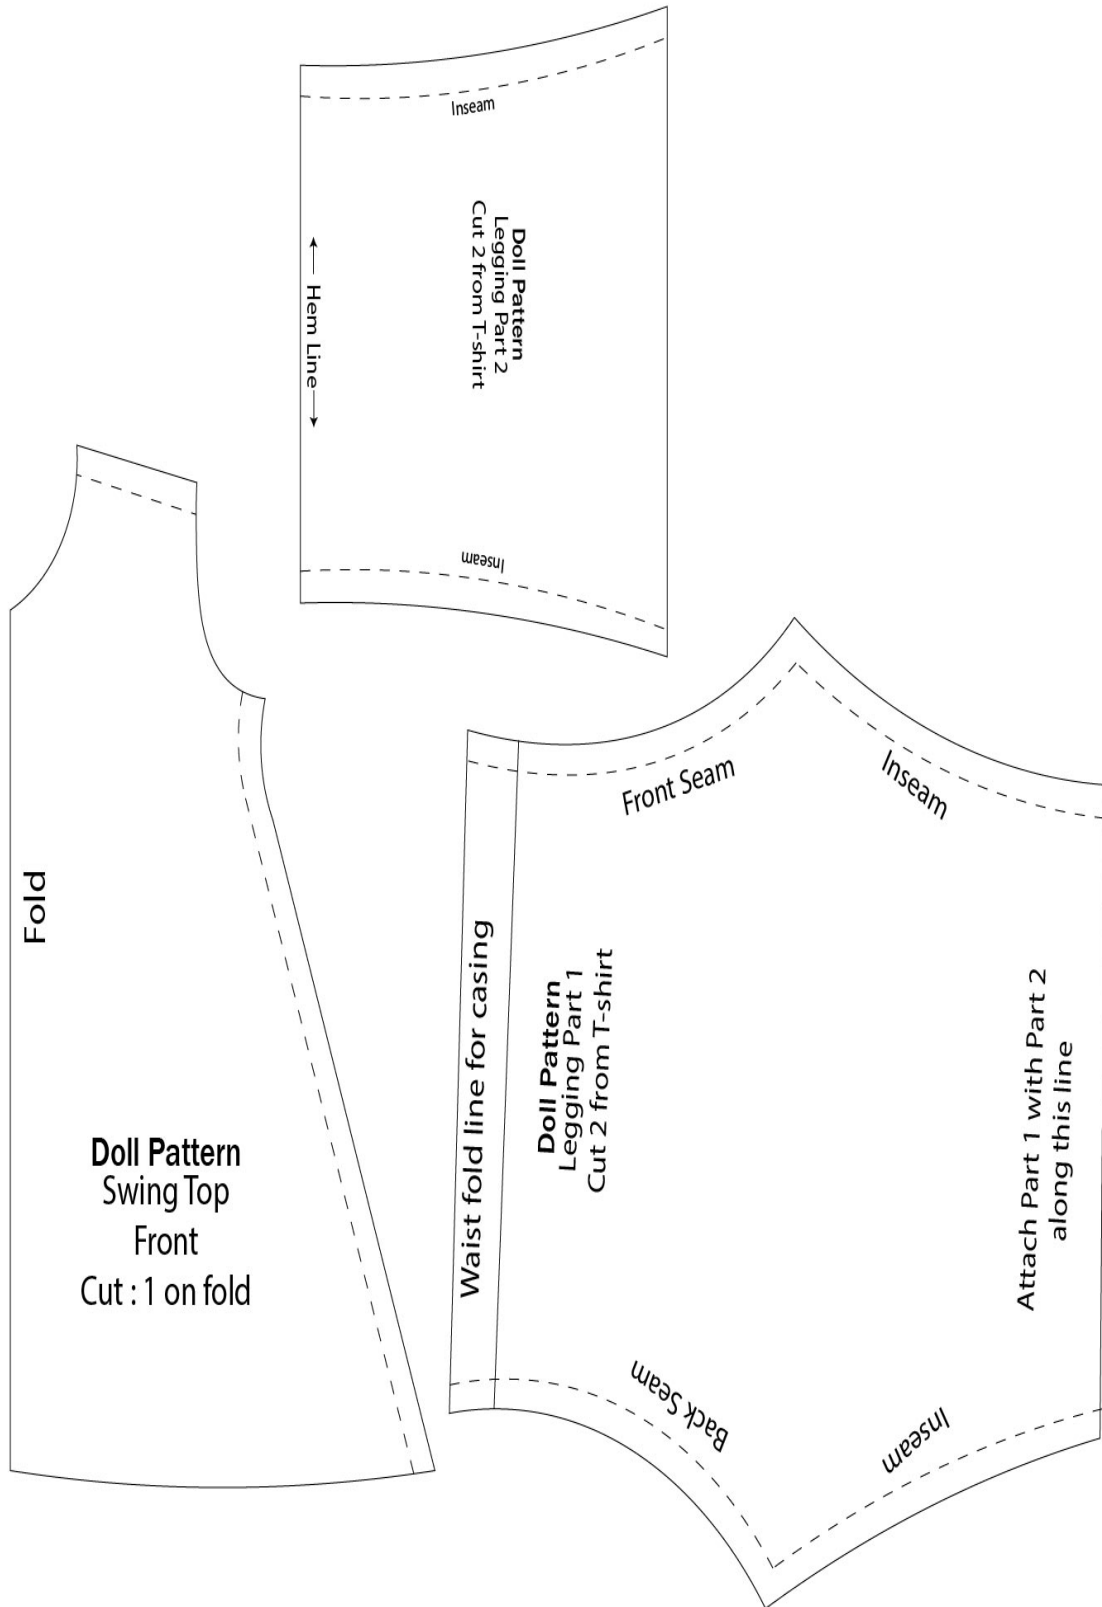 Inseam
Doll Pattern
Legging Part 2
Cut 2 from T-shirt
Hem Line
Inseam
Fold
Doll Pattern
Swing Top
Front
Cut : 1 on fold
Front Seam
Inseam
Waist fold line for casing
Doll Pattern
Legging Part 1
Cut 2 from T-shirt
Attach Part 1 with Part 2
along this line
Back Seam
Inseam